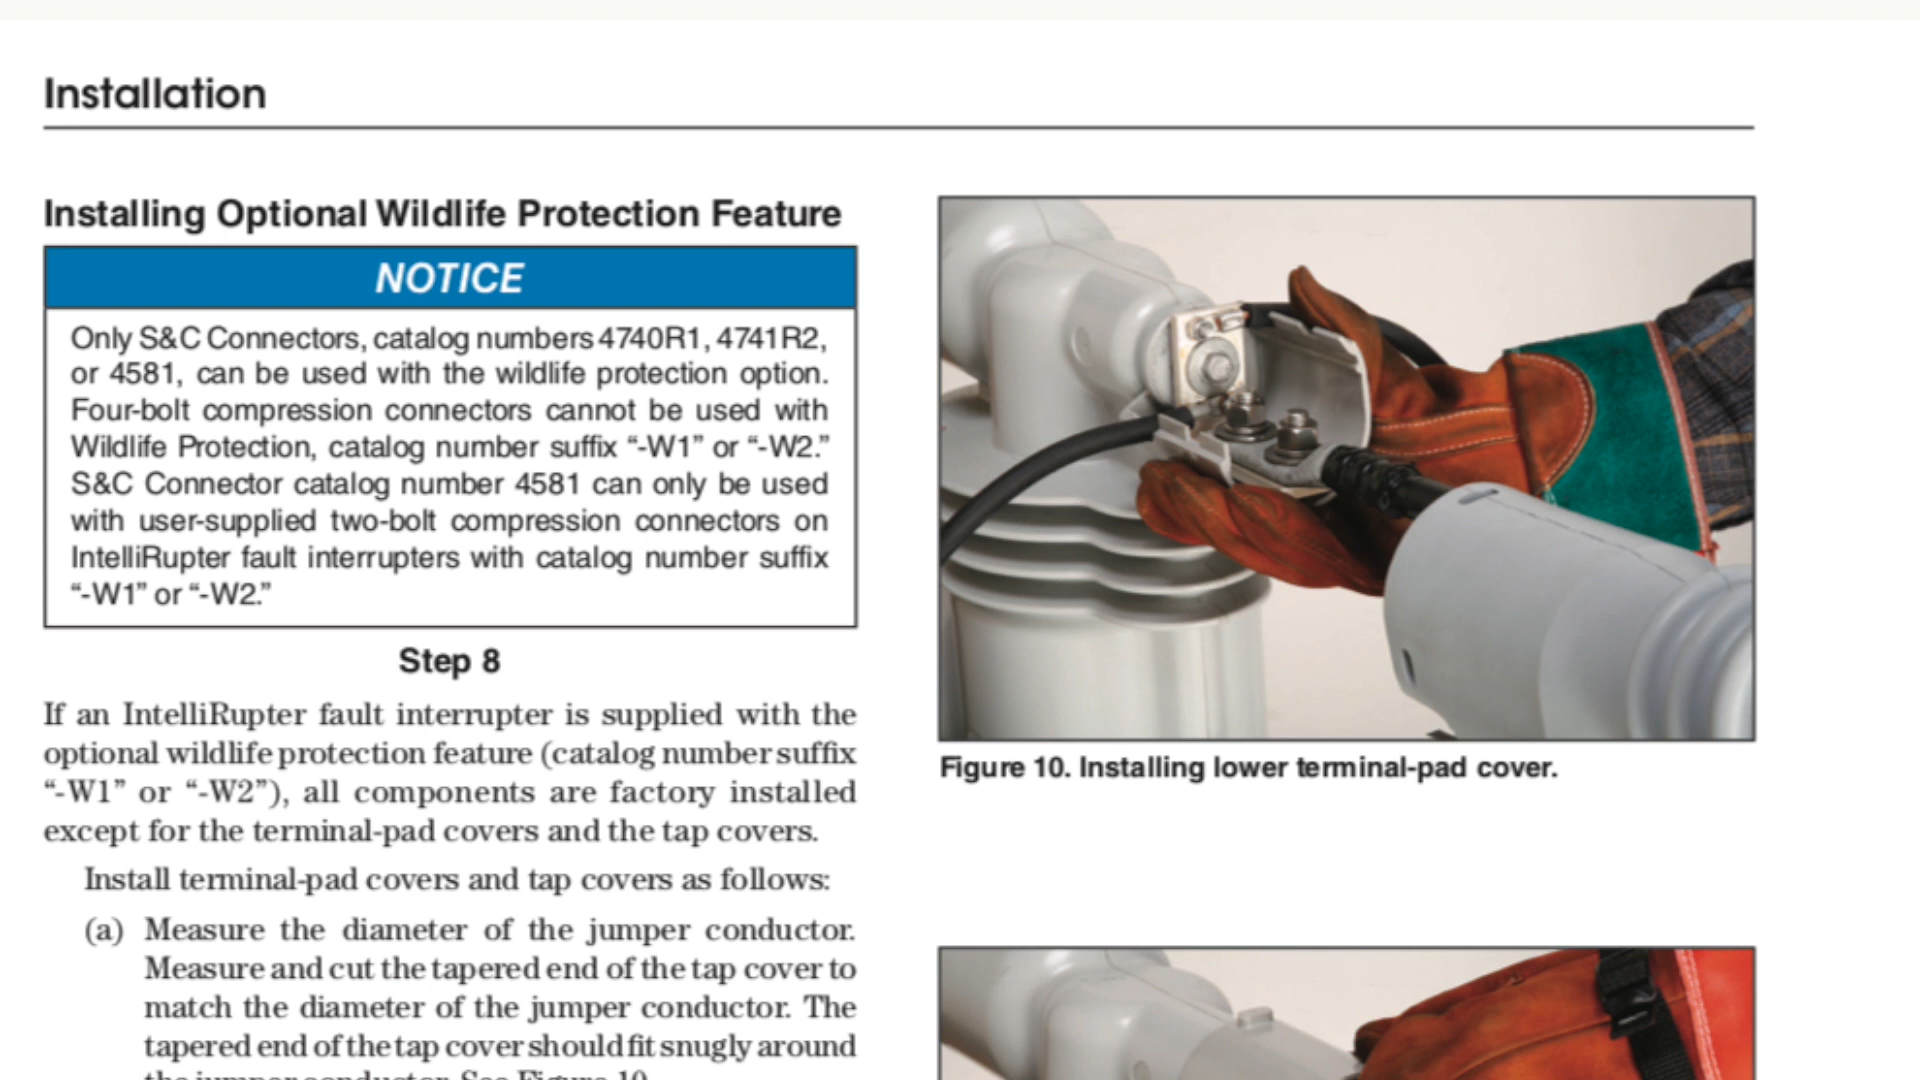 Installation
Installing Optional Wildlife Protection Feature
NOTICE
Only S&C Connectors, catalog numbers 4740R1, 4741R2,
or 4581, can be used with the wildlife protection option.
Four-bolt compression connectors cannot be used with
Wildlife Protection, catalog number suffix “-W1” or “-W2.”
S&C Connector catalog number 4581 can only be used
with user-supplied two-bolt compression connectors on
IntelliRupter fault interrupters with catalog number suffix
“-W1” or “-W2.”
Step 8
If an IntelliRupter fault interrupter is supplied with the
optional wildlife protection feature (catalog number suffix
“-W1” or “-W2”), all components are factory installed
except for the terminal-pad covers and the tap covers.
Install terminal-pad covers and tap covers as follows:
(a) Measure the diameter of the jumper conductor.
Measure and cut the tapered end of the tap cover to
match the diameter of the jumper conductor. The
tapered end of the tap cover should fit snugly around
the jumper conductor. See Figure 10.
Figure 10. Installing lower terminal-pad cover.